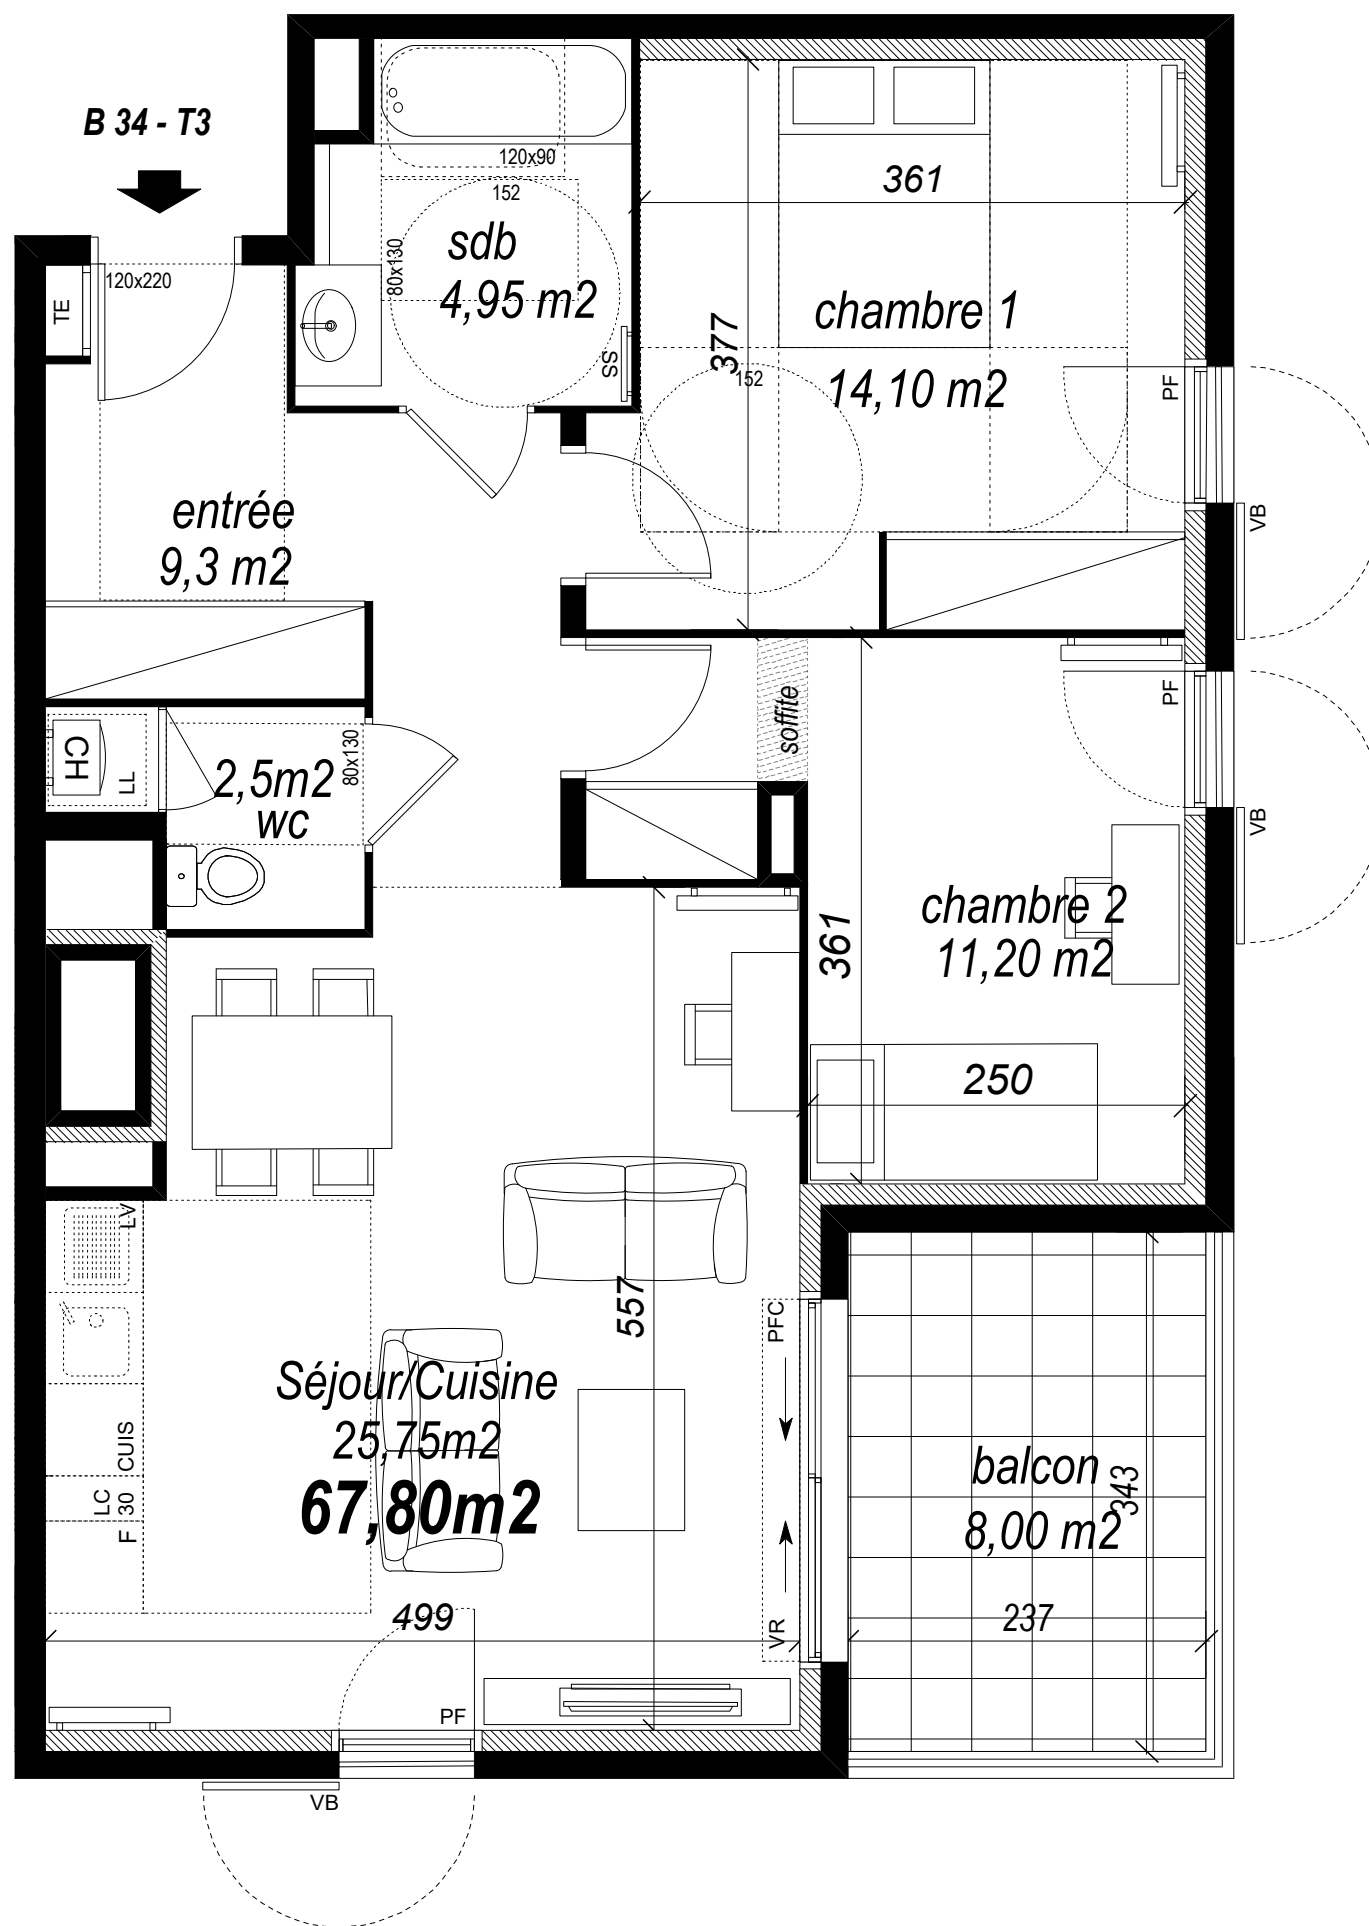 B 34 - T3
120x220
TE
120x90
152
sdb
4,95 m2
80x130
SS
361
chambre 1
14,10 m2
377
152
PF
VB
entrée
9,3 m2
CH
LL
2,5m2
wc
80x130
soffite
PF
VB
chambre 2
11,20 m2
361
250
LV
CUIS
LC
30
F
Séjour/Cuisine
25,75m2
67,80m2
557
PFC
VR
499
PF
VB
balcon
8,00 m2
343
237